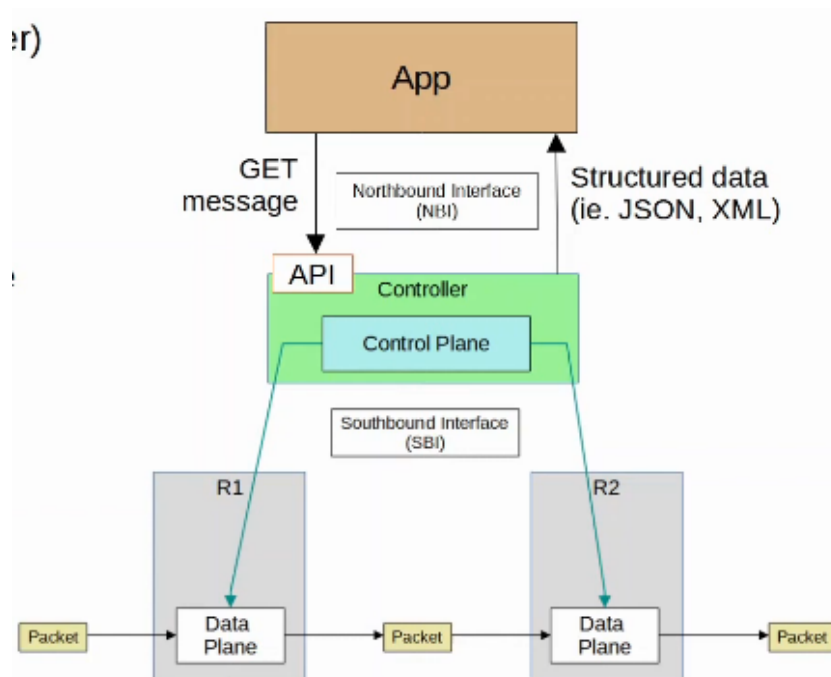 er)
App
GET
message
Northbound Interface
(NBI)
Structured data
(ie. JSON, XML)
API
Controller
Control Plane
Southbound Interface
(SBI)
R1
R2
Packet
Data
Plane
Packet
Data
Plane
Packet